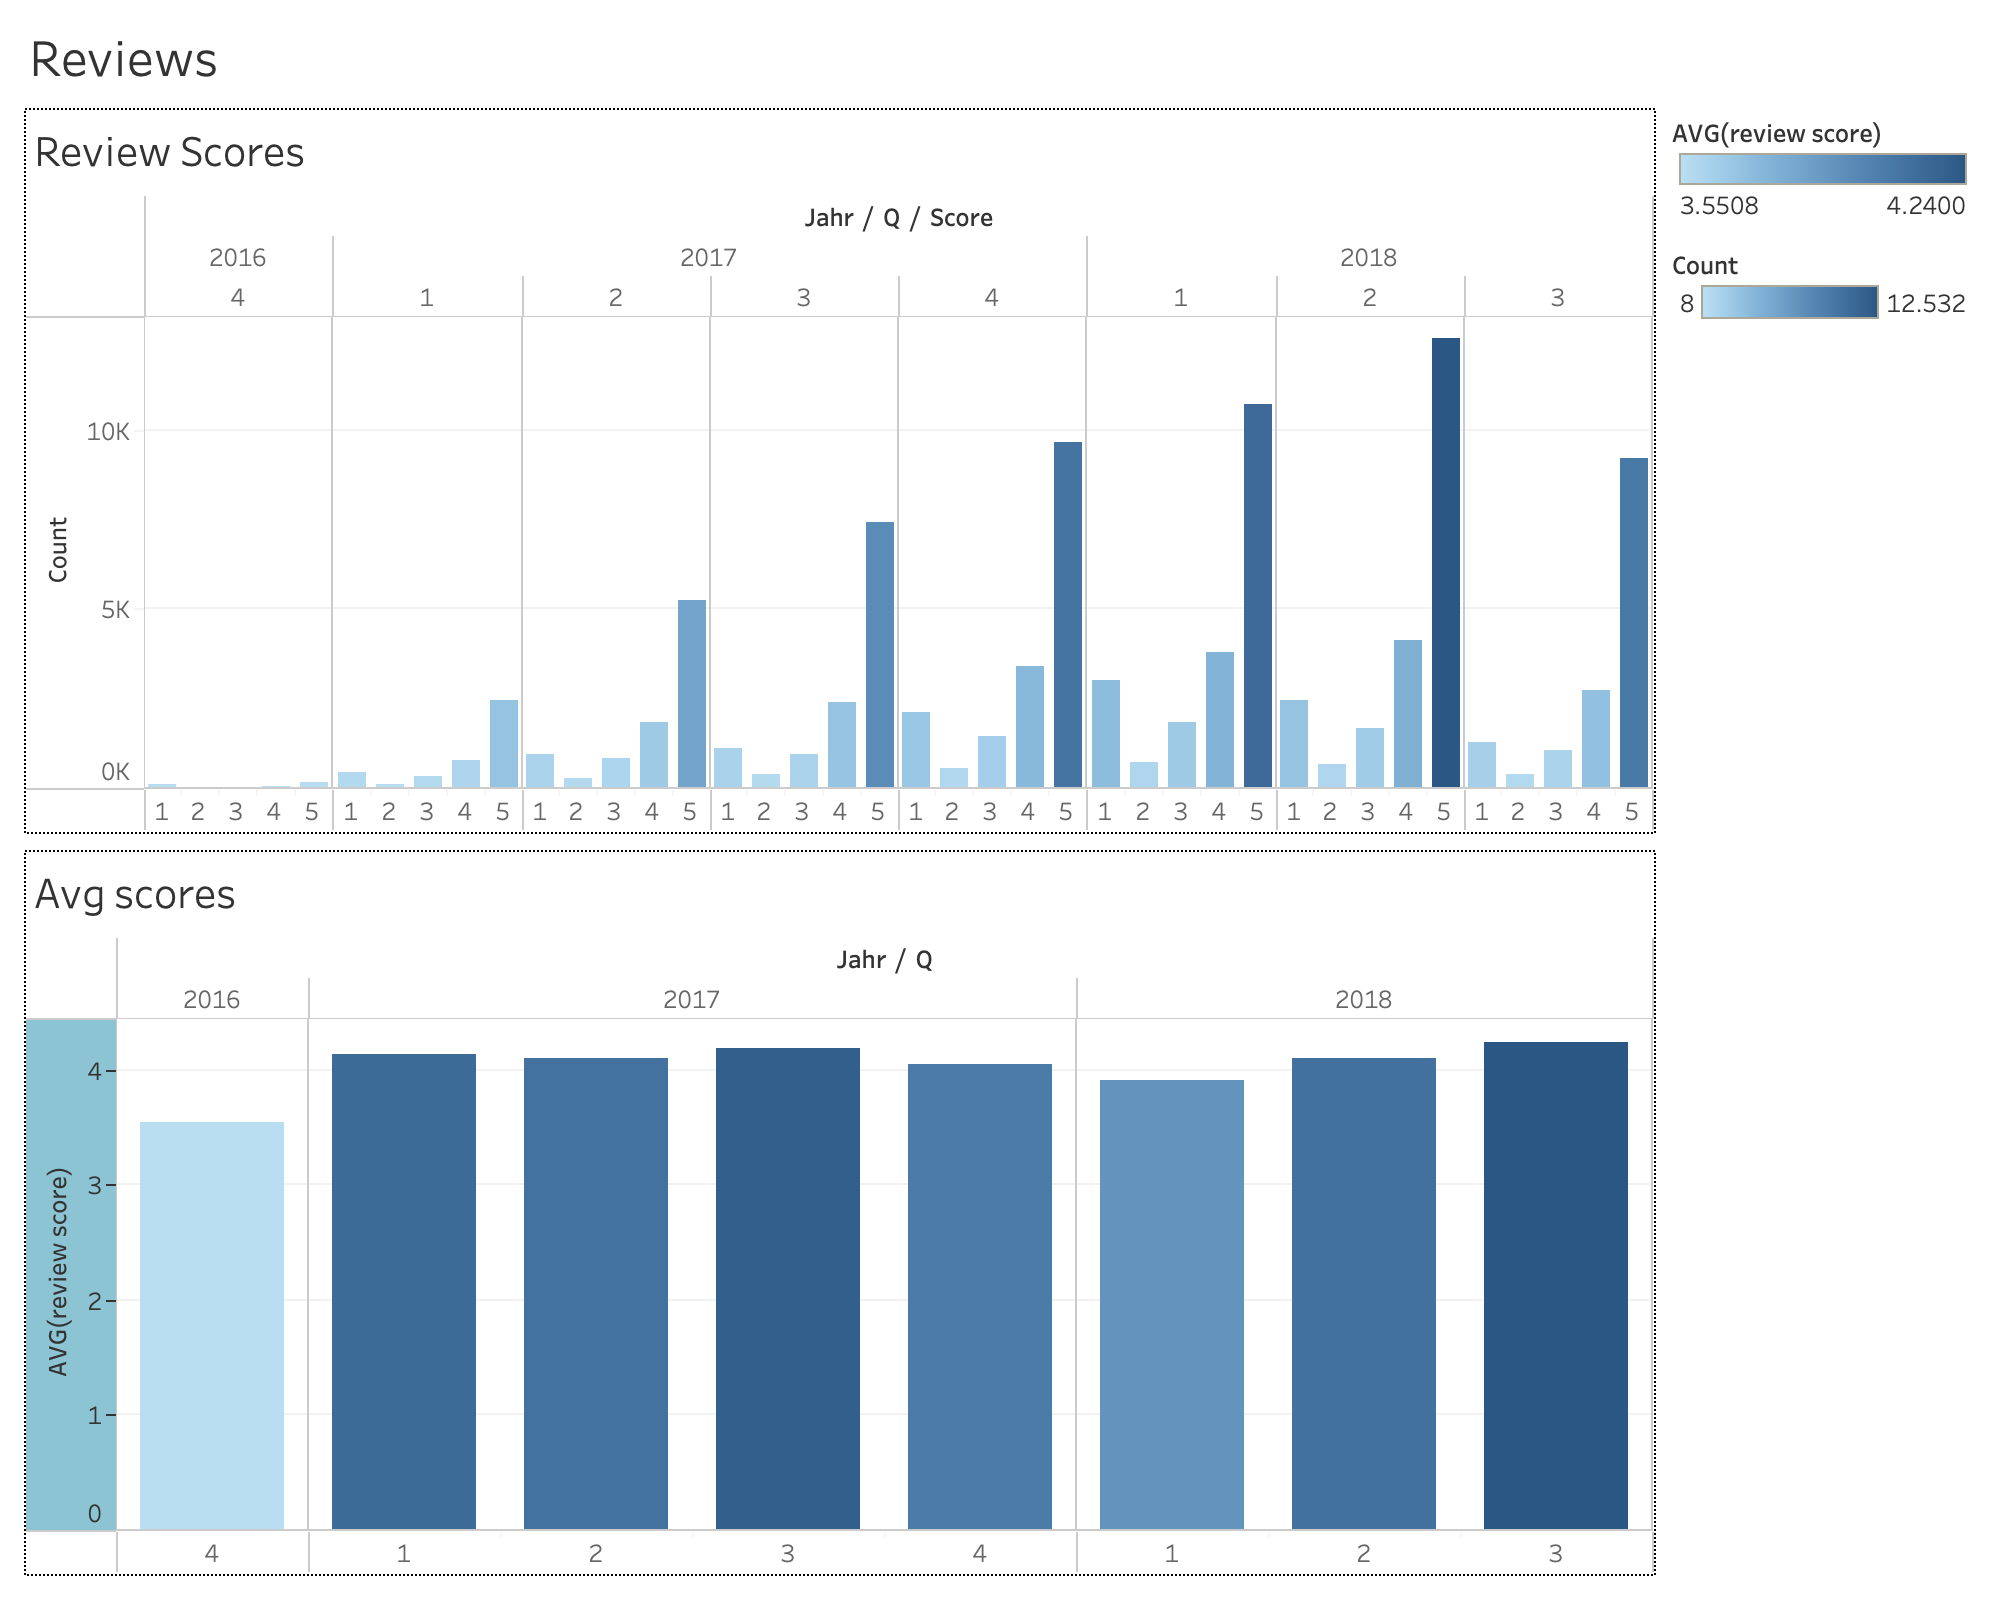 Reviews
Review Scores
Jahr / Q / Score
2016 2017 2018
4 1 2 3 4 1 2 3
Count
10K
5K
0K
1 2 3 4 5 1 2 3 4 5 1 2 3 4 5 1 2 3 4 5 1 2 3 4 5 1 2 3 4 5 1 2 3 4 5 1 2 3 4 5
AVG(review score)
3.5508 4.2400
Count
8 12.532
Avg scores
Jahr / Q
2016 2017 2018
AVG(review score)
4
3
2
1
0
4 1 2 3 4 1 2 3